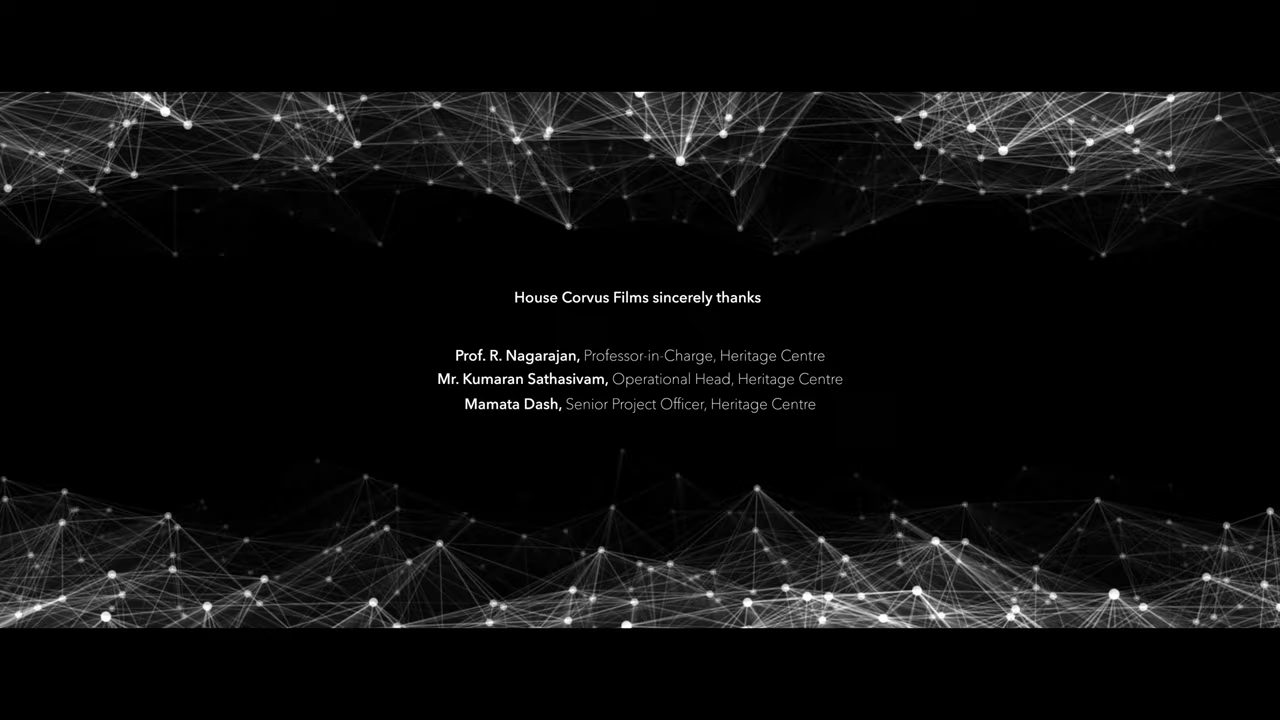 House Corvus Films sincerely thanks
Prof. R. Nagarajan, Professor-in-Charge, Heritage Centre
Mr. Kumaran Sathasivam, Operational Head, Heritage Centre
Mamata Dash, Senior Project Officer, Heritage Centre